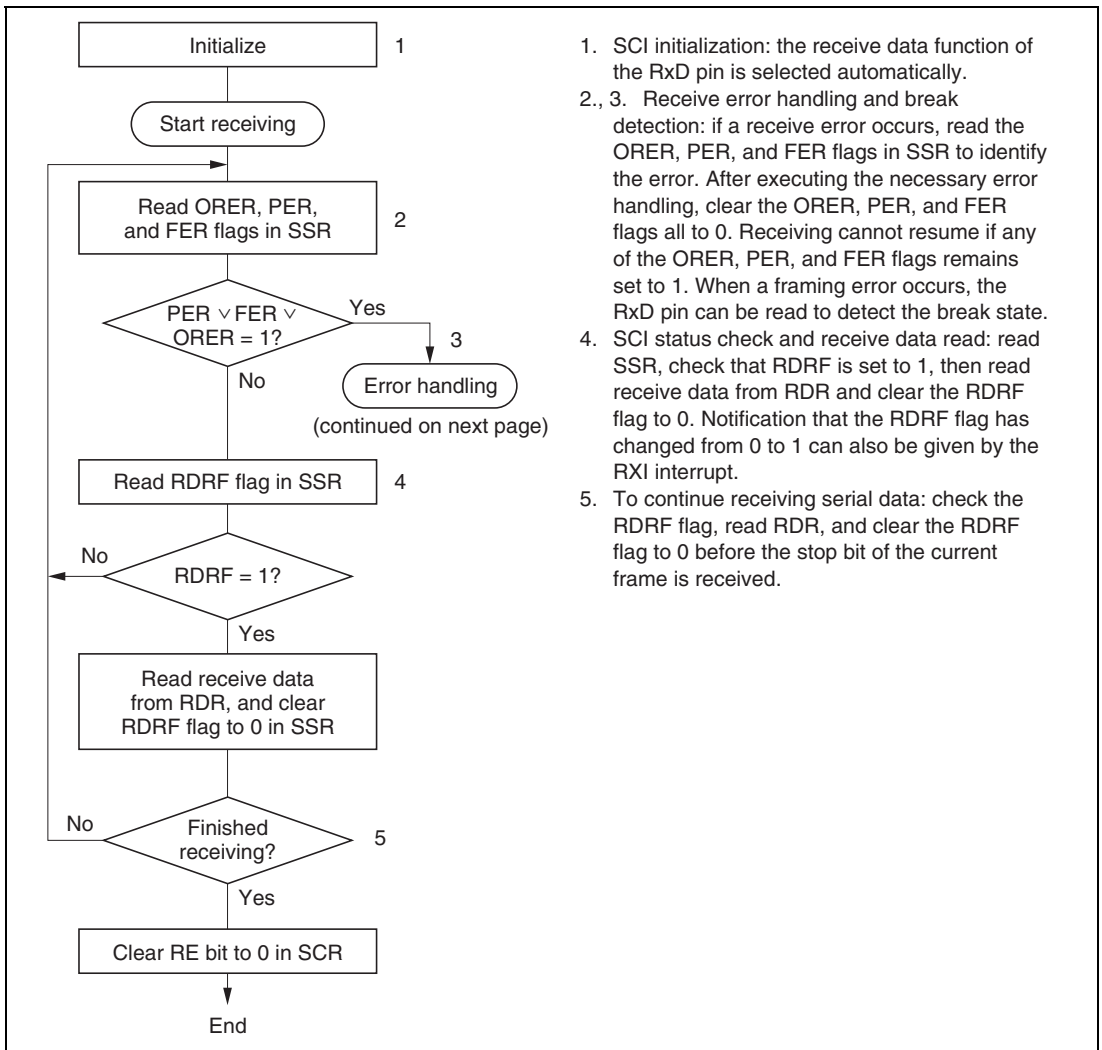 Initialize
1
Start receiving
Read ORER, PER,
and FER flags in SSR
2
PER ∨ FER ∨
ORER = 1?
Yes
3
No
Error handling
(continued on next page)
Read RDRF flag in SSR
4
No
RDRF = 1?
Yes
Read receive data
from RDR, and clear
RDRF flag to 0 in SSR
No
Finished
receiving?
5
Yes
Clear RE bit to 0 in SCR
End
1. SCI initialization: the receive data function of
the RxD pin is selected automatically.
2., 3. Receive error handling and break
detection: if a receive error occurs, read the
ORER, PER, and FER flags in SSR to identify
the error. After executing the necessary error
handling, clear the ORER, PER, and FER
flags all to 0. Receiving cannot resume if any
of the ORER, PER, and FER flags remains
set to 1. When a framing error occurs, the
RxD pin can be read to detect the break state.
4. SCI status check and receive data read: read
SSR, check that RDRF is set to 1, then read
receive data from RDR and clear the RDRF
flag to 0. Notification that the RDRF flag has
changed from 0 to 1 can also be given by the
RXI interrupt.
5. To continue receiving serial data: check the
RDRF flag, read RDR, and clear the RDRF
flag to 0 before the stop bit of the current
frame is received.